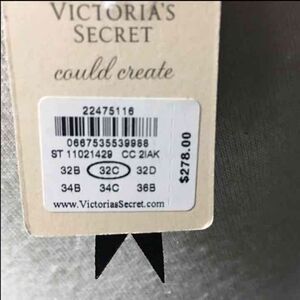 VICTORIA'S
SECRET
could create
22475116
0667535539988
ST 11021429 CC 2IAK
32B 32C 32D
34B 34C 36B
www.VictoriasSecret.com
$278.00